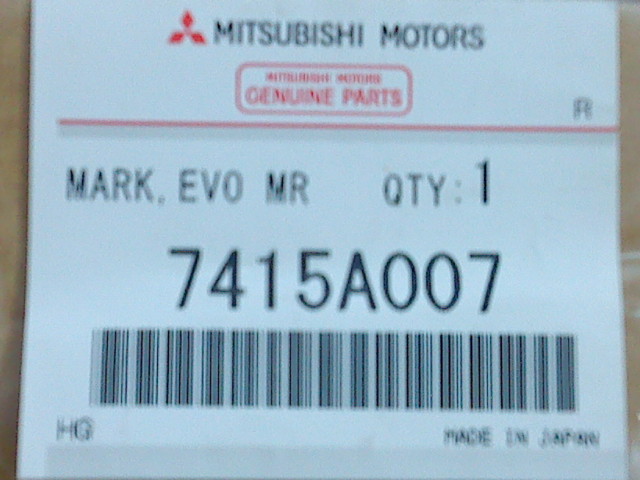 MITSUBISHI MOTORS
MITSUBISHI MOTORS
GENUINE PARTS
R
MARK, EVO MR QTY: 1
7415A007
HG
MADE IN JAPAN